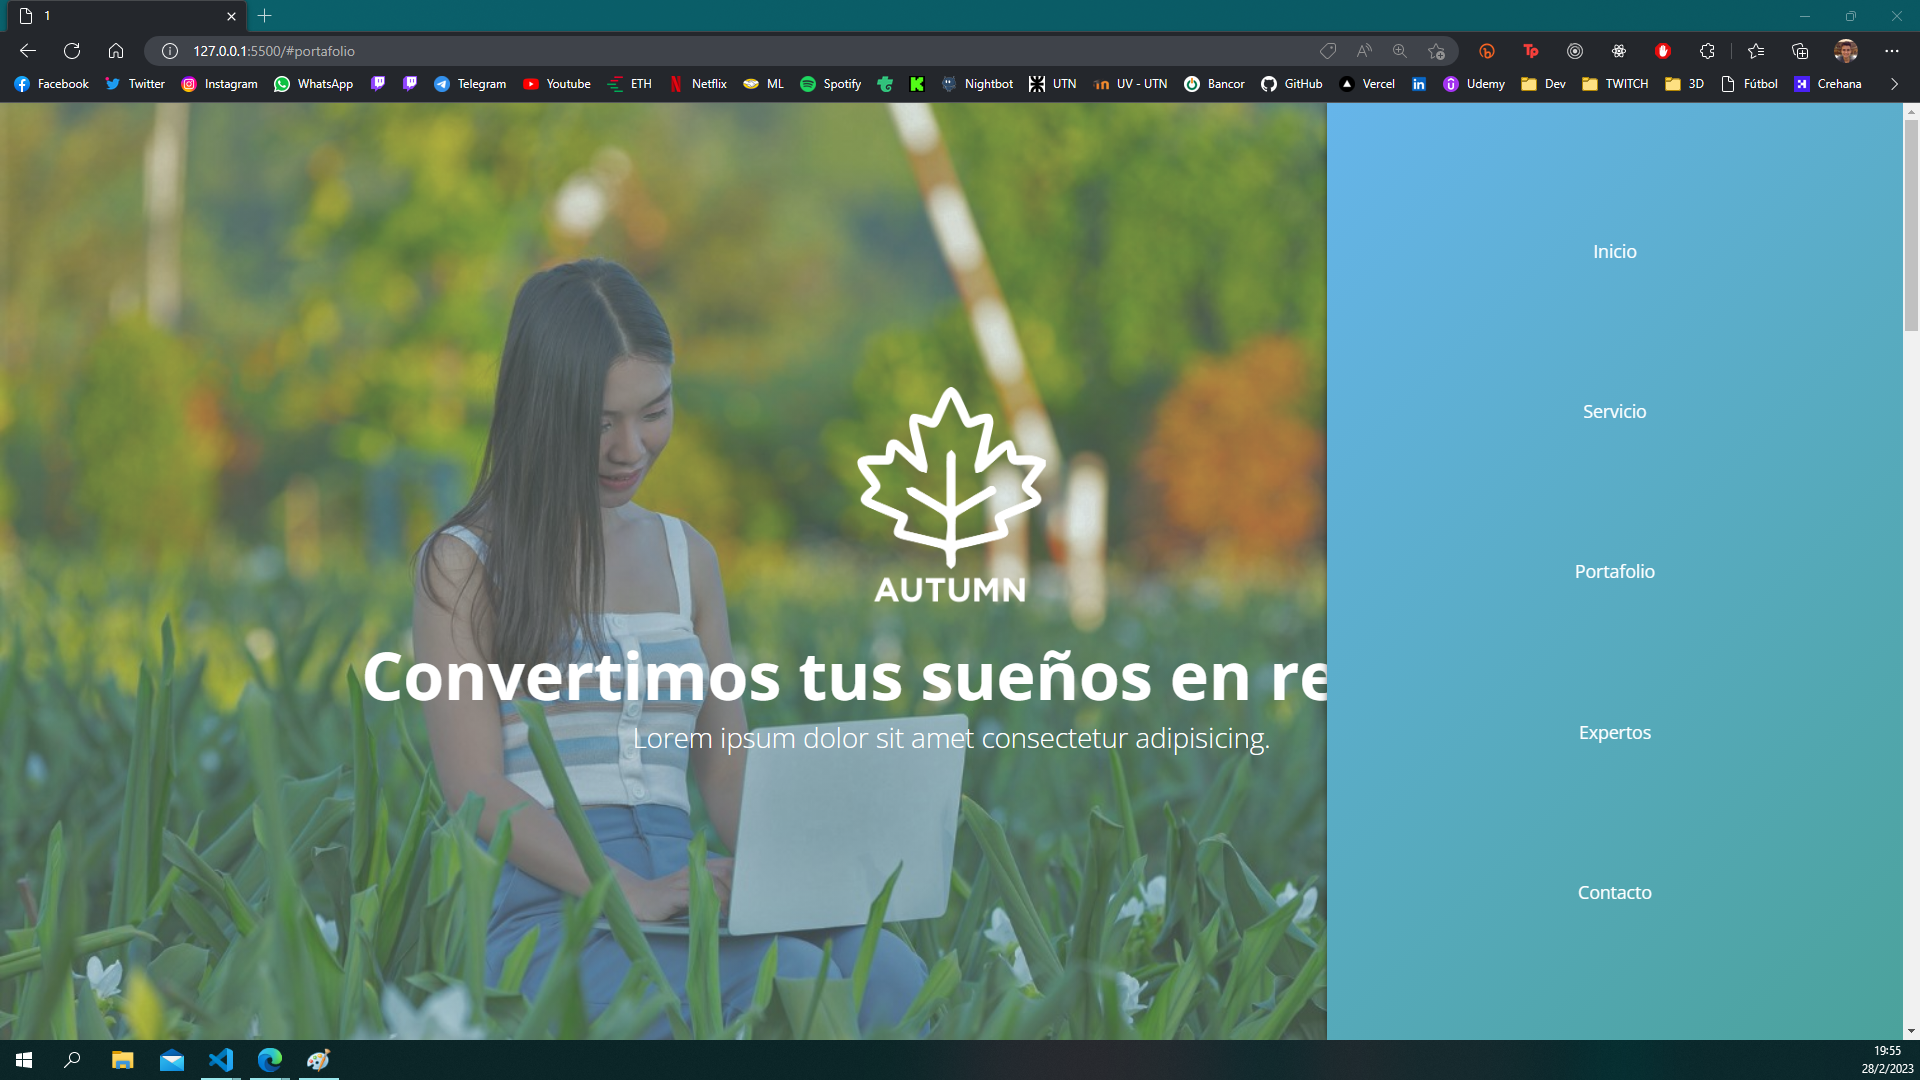 1
127.0.0.1:5500/#portafolio
Facebook Twitter Instagram WhatsApp Telegram Youtube ETH Netflix ML Spotify Nightbot UTN UV - UTN Bancor GitHub Vercel Udemy Dev TWITCH 3D Fútbol Crehana
Inicio
Servicio
Portafolio
Expertos
Contacto
AUTUMN
Convertimos tus sueños en re
Lorem ipsum dolor sit amet consectetur adipisicing.
19:55
28/2/2023